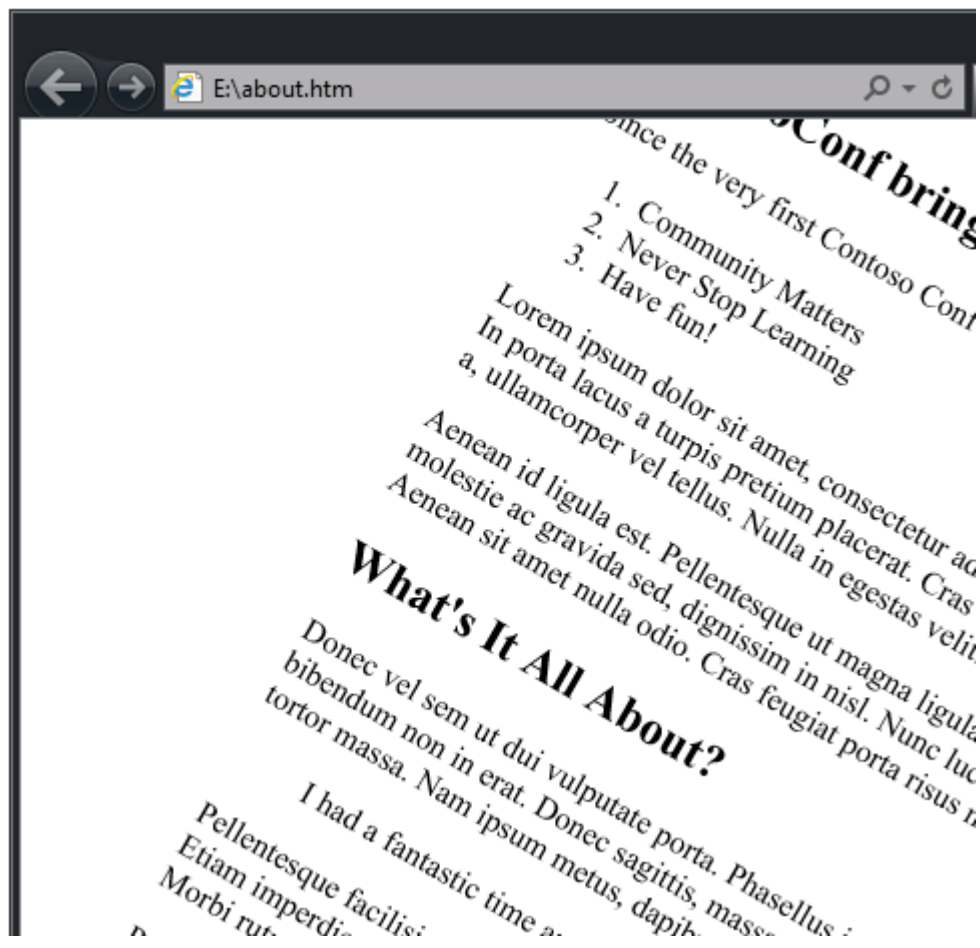 E:\about.htm
Conf bring
Since the very first Contoso Conf
1. Community Matters
2. Never Stop Learning
3. Have fun!
Lorem ipsum dolor sit amet, consectetur ad
In porta lacus a turpis pretium placerat. Cras
a, ullamcorper vel tellus. Nulla in egestas velit
Aenean id ligula est. Pellentesque ut magna ligula
molestie ac gravida sed, dignissim in nisl. Nunc luc
Aenean sit amet nulla odio. Cras feugiat porta risus
What's It All About?
Donec vel sem ut dui vulputate porta. Phasellus
bibendum non in erat. Donec sagittis, massa
tortor massa. Nam ipsum metus, dapib
I had a fantastic time
Pellentesque facilisi
Etiam imperdie
Morbi rut